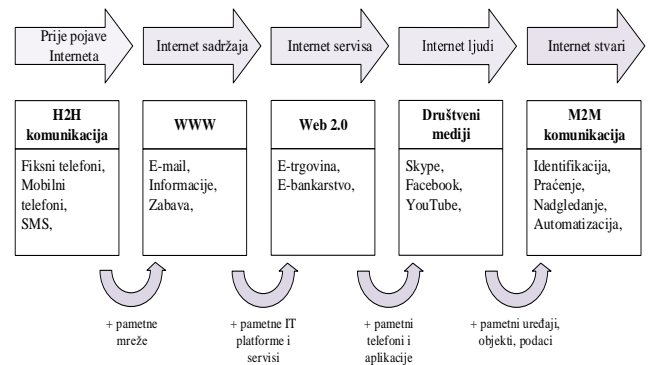 Prije pojave
Interneta
Internet sadržaja
Internet servisa
Internet ljudi
Internet stvari
H2H
komunikacija
Fiksni telefoni,
Mobilni
telefoni,
SMS,
WWW
E-mail,
Informacije,
Zabava,
Web 2.0
E-trgovina,
E-bankarstvo,
Društveni
mediji
Skype,
Facebook,
YouTube,
M2M
komunikacija
Identifikacija,
Praćenje,
Nadgledanje,
Automatizacija,
+ pametne
mreže
+ pametne IT
platforme i
servisi
+ pametni
telefoni i
aplikacije
+ pametni uređaji,
objekti, podaci